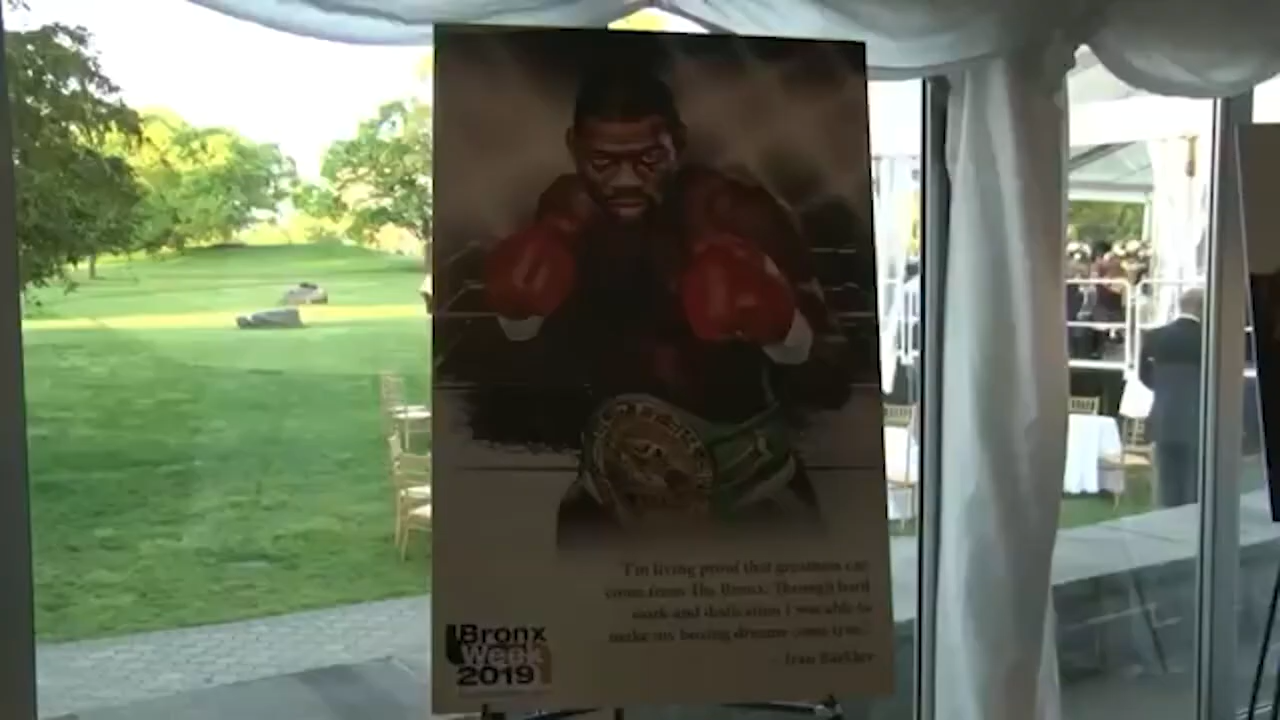 "I'm living proof that greatness can
come from The Bronx. Through hard
work and dedication I was able to
make my boxing dreams come true."
- Iran Barkley
Bronx
Week
2019